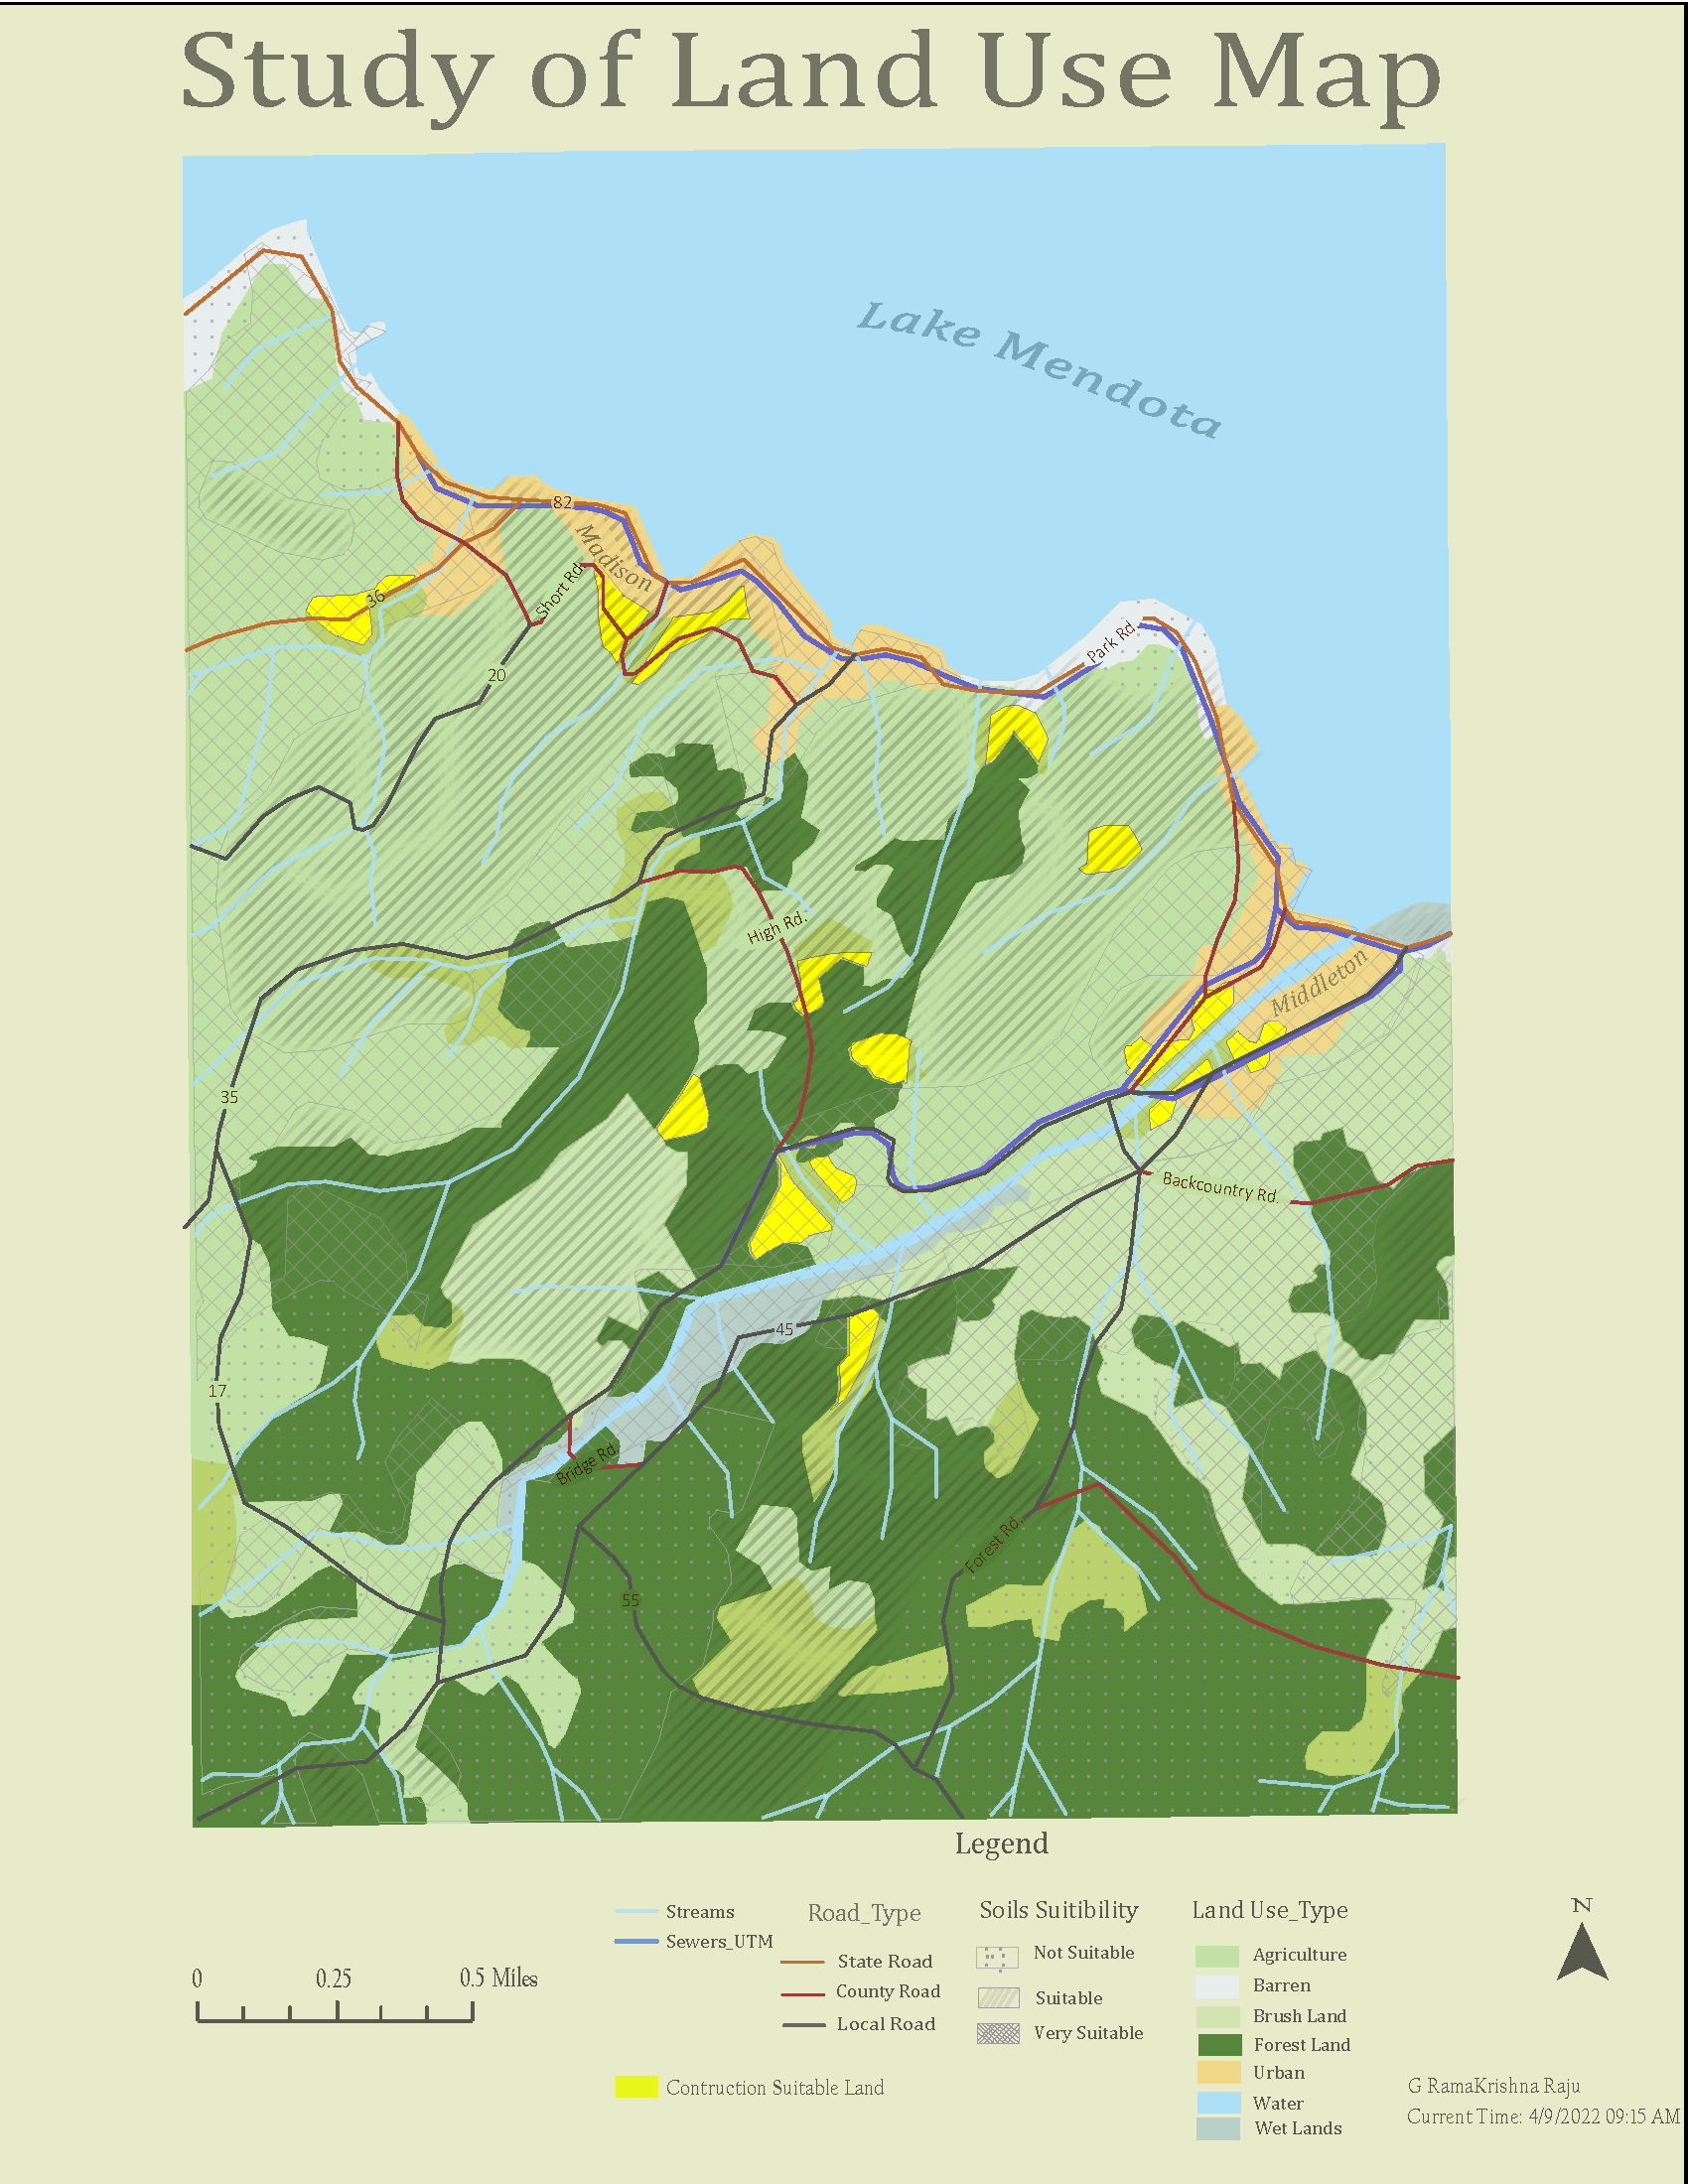 Study of Land Use Map
Lake Mendota
82
Madison
Short Rd.
36
20
Park Rd.
High Rd.
Middleton
35
Backcountry Rd.
45
17
Bridge Rd.
Forest Rd.
55
Legend
Streams
Sewers_UTM
Road_Type
State Road
County Road
Local Road
Soils Suitibility
Not Suitable
Suitable
Very Suitable
Land Use_Type
Agriculture
Barren
Brush Land
Forest Land
Urban
Water
Wet Lands
N
0 0.25 0.5 Miles
Contruction Suitable Land
G RamaKrishna Raju
Current Time: 4/9/2022 09:15 AM